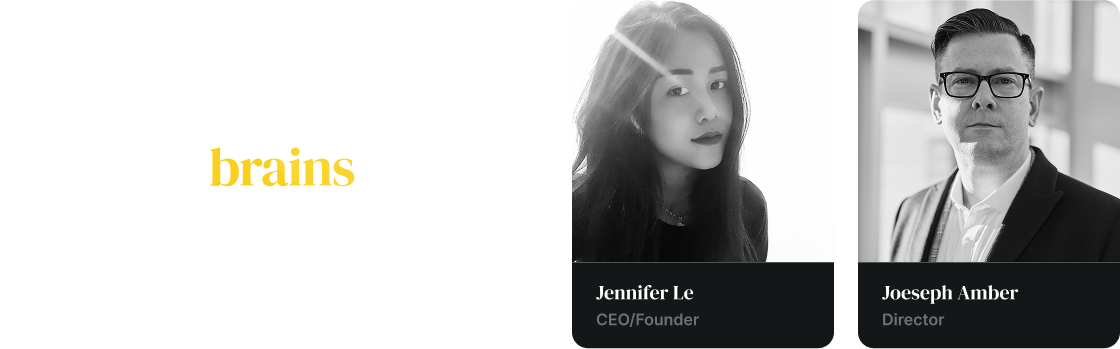 brains
Jennifer Le
CEO/Founder
Joeseph Amber
Director